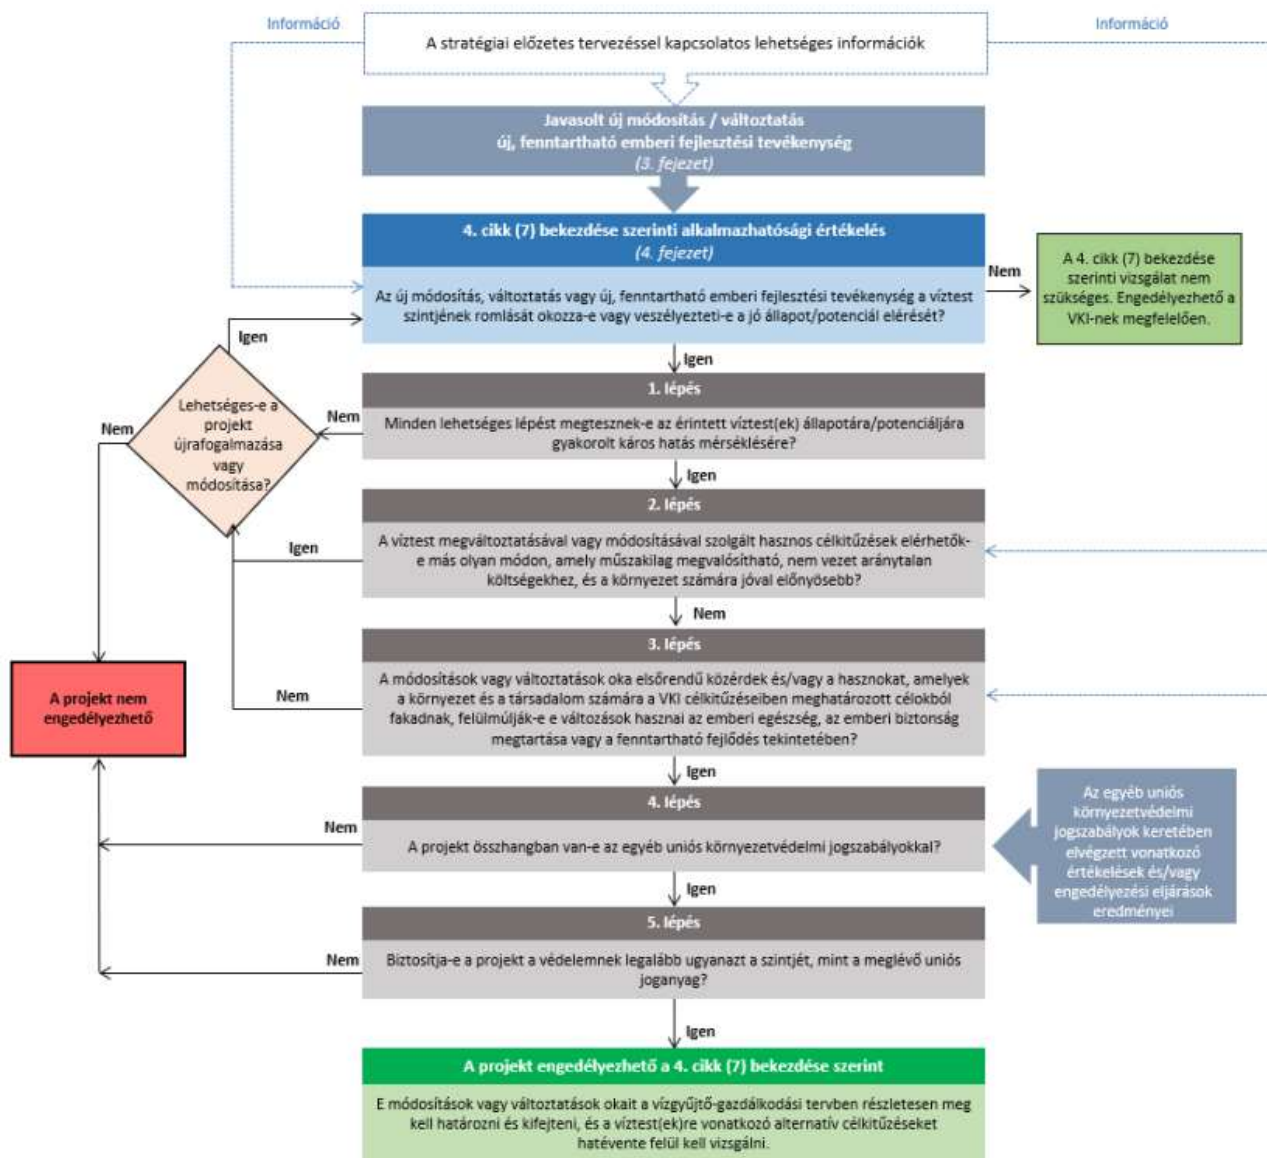 Információ
Információ
A stratégiai előzetes tervezéssel kapcsolatos lehetséges információk
Javasolt új módosítás / változtatás
új, fenntartható emberi fejlesztési tevékenység
(3. fejezet)
4. cikk (7) bekezdése szerinti alkalmazhatósági értékelés
(4. fejezet)
Az új módosítás, változtatás vagy új, fenntartható emberi fejlesztési tevékenység a víztest
szintjének romlását okozza-e vagy veszélyezteti-e a jó állapot/potenciál elérését?
Nem
A 4. cikk (7) bekezdése
szerinti vizsgálat nem
szükséges. Engedélyezhető a
VKI-nek megfelelően.
Igen
Igen
1. lépés
Minden lehetséges lépést megtesznek-e az érintett víztest(ek) állapotára/potenciáljára
gyakorolt káros hatás mérséklésére?
Nem
Lehetséges-e a
projekt
újrafogalmazása
vagy
módosítása?
Nem
Igen
2. lépés
A víztest megváltoztatásával vagy módosításával szolgált hasznos célkitűzések elérhetők-
e más olyan módon, amely műszakilag megvalósítható, nem vezet aránytalan
költségekhez, és a környezet számára jóval előnyösebb?
Igen
Nem
3. lépés
A módosítások vagy változtatások oka elsőrendű közérdek és/vagy a hasznokat, amelyek
a környezet és a társadalom számára a VKI célkitűzéseiben meghatározott célokból
fakadnak, felülmúlják-e e változások hasznai az emberi egészség, az emberi biztonság
megtartása vagy a fenntartható fejlődés tekintetében?
Nem
A projekt nem
engedélyezhető
Igen
4. lépés
A projekt összhangban van-e az egyéb uniós környezetvédelmi jogszabályokkal?
Nem
Az egyéb uniós
környezetvédelmi
jogszabályok keretében
elvégzett vonatkozó
értékelések és/vagy
engedélyezési eljárások
eredményei
Igen
5. lépés
Biztosítja-e a projekt a védelemnek legalább ugyanazt a szintjét, mint a meglévő uniós
joganyag?
Nem
Igen
A projekt engedélyezhető a 4. cikk (7) bekezdése szerint
E módosítások vagy változtatások okait a vízgyűjtő-gazdálkodási tervben részletesen meg
kell határozni és kifejteni, és a víztest(ek)re vonatkozó alternatív célkitűzéseket
hatévente felül kell vizsgálni.